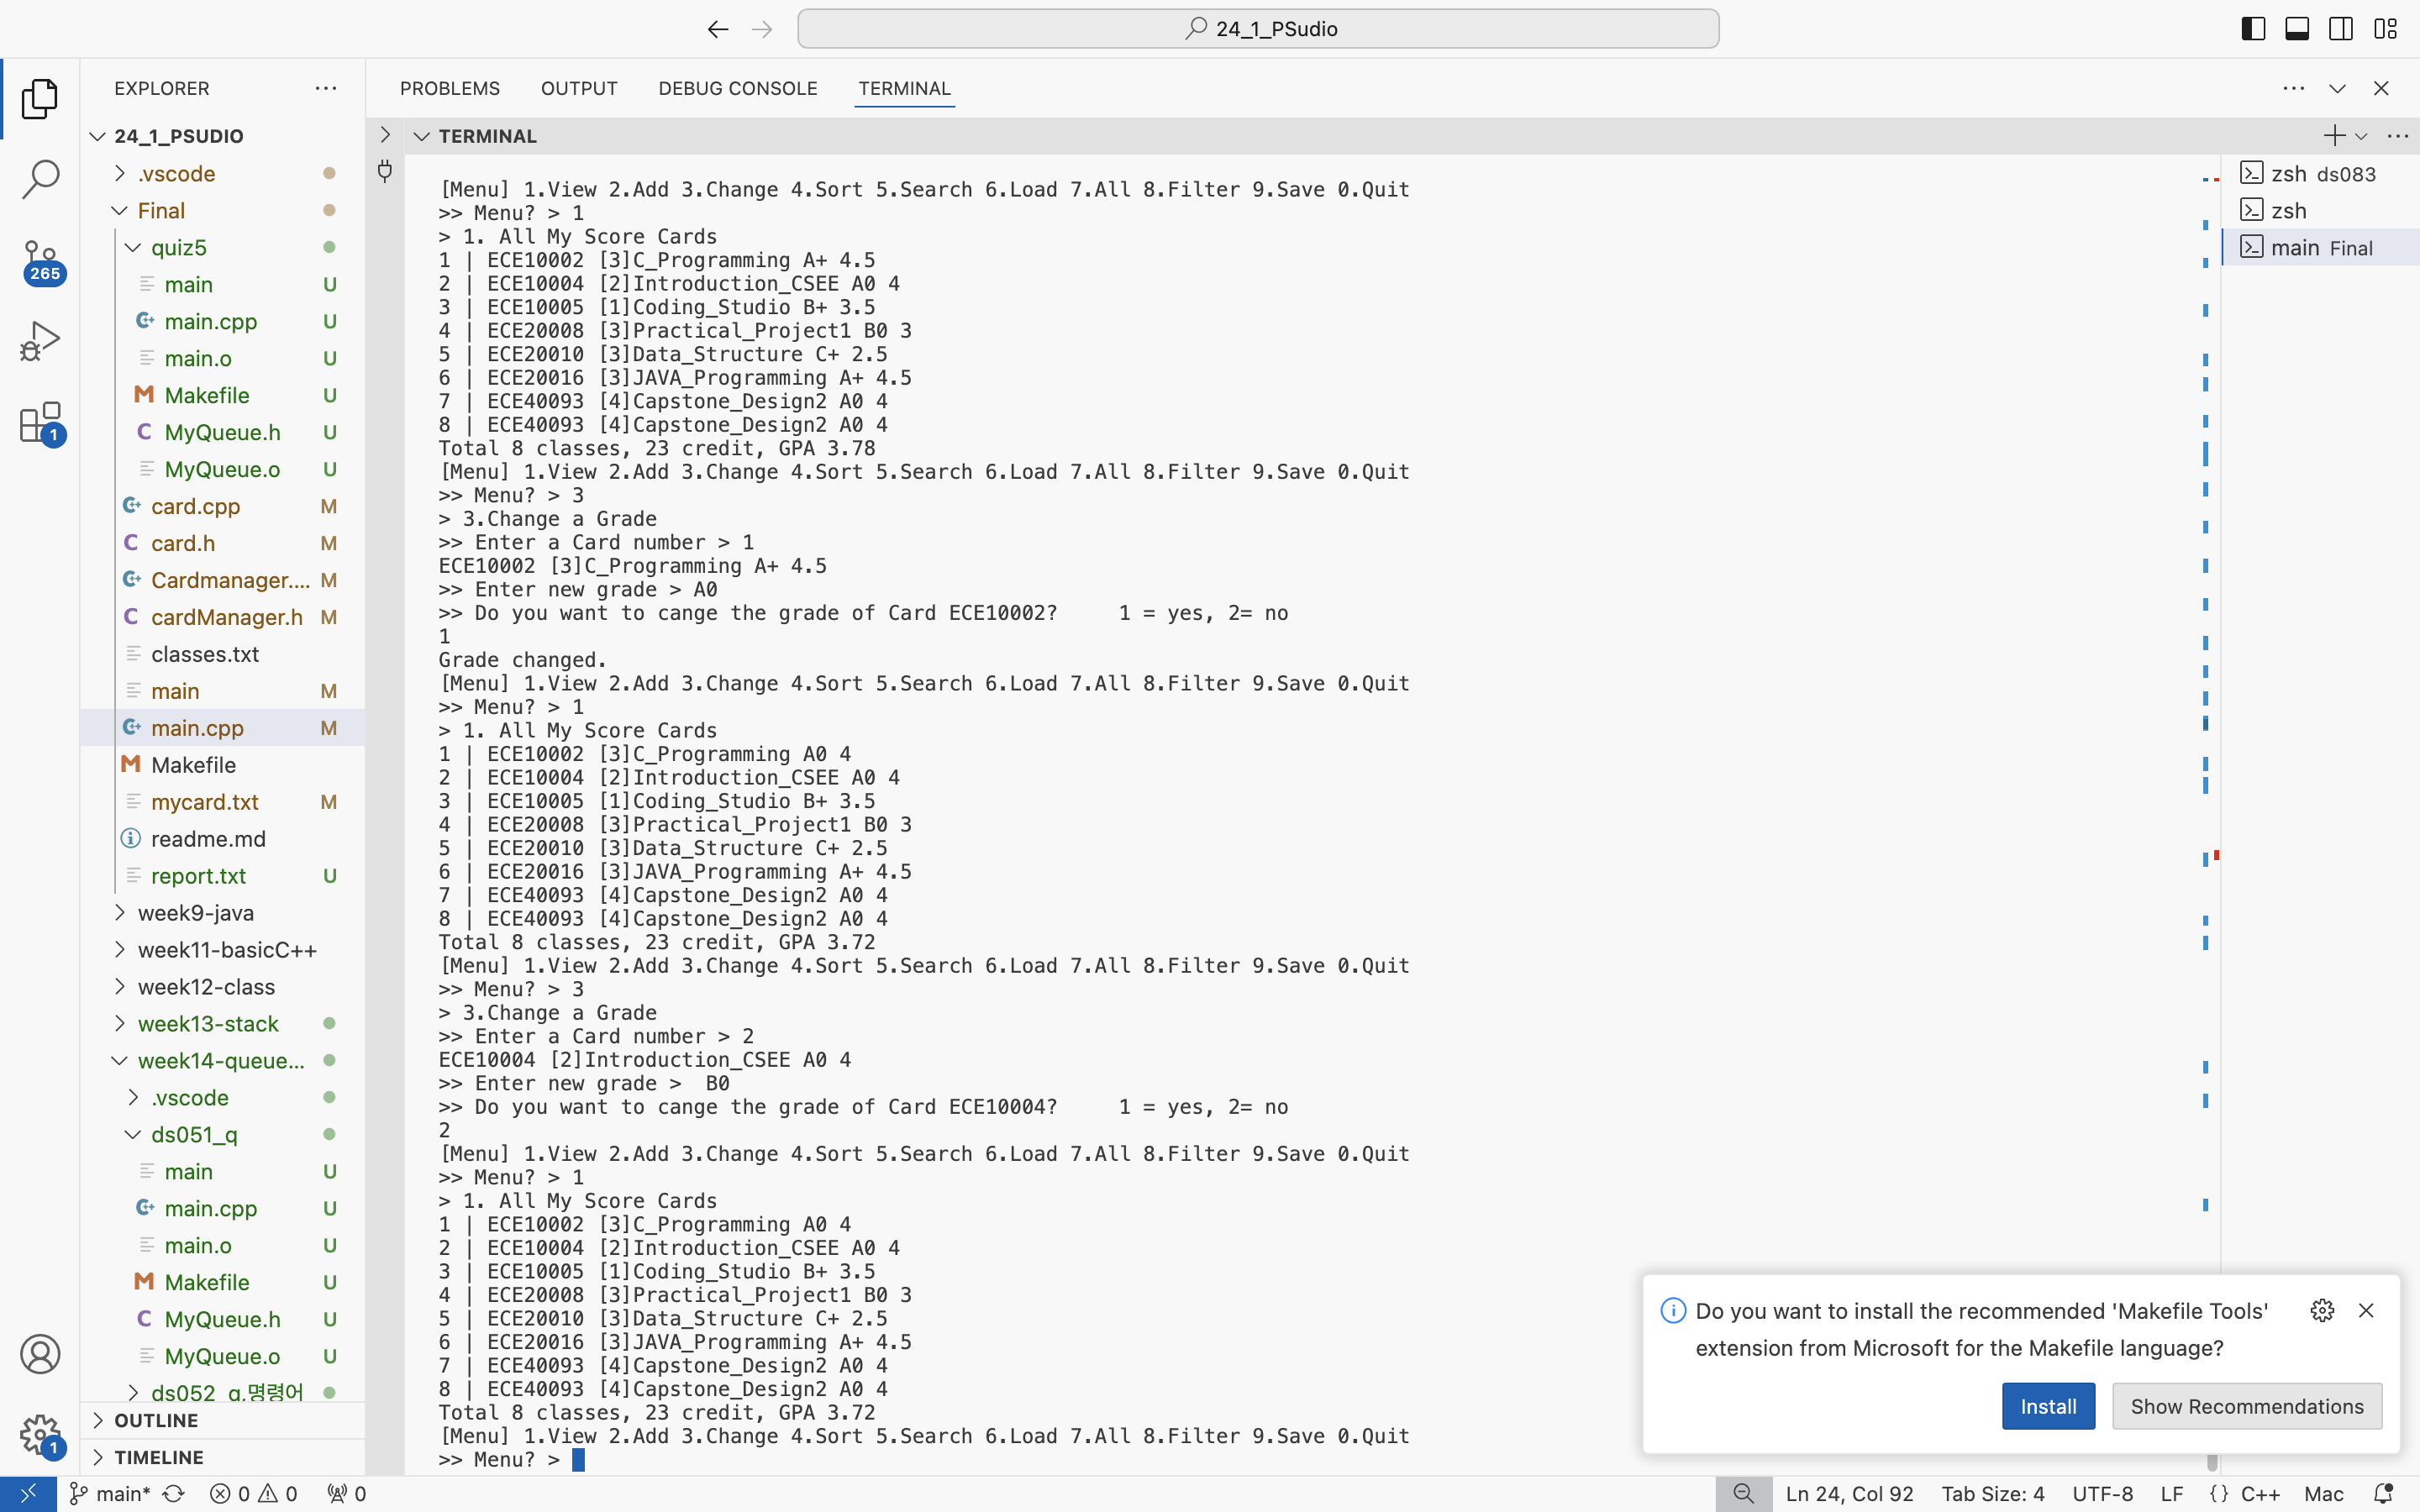 24_1_PSudio
EXPLORER
24_1_PSUDIO
.vscode
Final
quiz5
main U
main.cpp U
main.o U
Makefile U
MyQueue.h U
MyQueue.o U
card.cpp M
card.h M
Cardmanager.... M
cardManager.h M
classes.txt
main M
main.cpp M
Makefile
mycard.txt M
readme.md
report.txt U
week9-java
week11-basicC++
week12-class
week13-stack
week14-queue...
.vscode
ds051_q
main U
main.cpp U
main.o U
Makefile U
MyQueue.h U
MyQueue.o U
ds052_q.명령어
OUTLINE
TIMELINE
265
1
1
PROBLEMS OUTPUT DEBUG CONSOLE TERMINAL
TERMINAL
[Menu] 1.View 2.Add 3.Change 4.Sort 5.Search 6.Load 7.All 8.Filter 9.Save 0.Quit
>> Menu? > 1
> 1. All My Score Cards
1 | ECE10002 [3]C_Programming A+ 4.5
2 | ECE10004 [2]Introduction_CSEE A0 4
3 | ECE10005 [1]Coding_Studio B+ 3.5
4 | ECE20008 [3]Practical_Project1 B0 3
5 | ECE20010 [3]Data_Structure C+ 2.5
6 | ECE20016 [3]JAVA_Programming A+ 4.5
7 | ECE40093 [4]Capstone_Design2 A0 4
8 | ECE40093 [4]Capstone_Design2 A0 4
Total 8 classes, 23 credit, GPA 3.78
[Menu] 1.View 2.Add 3.Change 4.Sort 5.Search 6.Load 7.All 8.Filter 9.Save 0.Quit
>> Menu? > 3
> 3.Change a Grade
>> Enter a Card number > 1
ECE10002 [3]C_Programming A+ 4.5
>> Enter new grade > A0
>> Do you want to cange the grade of Card ECE10002? 1 = yes, 2= no
1
Grade changed.
[Menu] 1.View 2.Add 3.Change 4.Sort 5.Search 6.Load 7.All 8.Filter 9.Save 0.Quit
>> Menu? > 1
> 1. All My Score Cards
1 | ECE10002 [3]C_Programming A0 4
2 | ECE10004 [2]Introduction_CSEE A0 4
3 | ECE10005 [1]Coding_Studio B+ 3.5
4 | ECE20008 [3]Practical_Project1 B0 3
5 | ECE20010 [3]Data_Structure C+ 2.5
6 | ECE20016 [3]JAVA_Programming A+ 4.5
7 | ECE40093 [4]Capstone_Design2 A0 4
8 | ECE40093 [4]Capstone_Design2 A0 4
Total 8 classes, 23 credit, GPA 3.72
[Menu] 1.View 2.Add 3.Change 4.Sort 5.Search 6.Load 7.All 8.Filter 9.Save 0.Quit
>> Menu? > 3
> 3.Change a Grade
>> Enter a Card number > 2
ECE10004 [2]Introduction_CSEE A0 4
>> Enter new grade >  B0
>> Do you want to cange the grade of Card ECE10004? 1 = yes, 2= no
2
[Menu] 1.View 2.Add 3.Change 4.Sort 5.Search 6.Load 7.All 8.Filter 9.Save 0.Quit
>> Menu? > 1
> 1. All My Score Cards
1 | ECE10002 [3]C_Programming A0 4
2 | ECE10004 [2]Introduction_CSEE A0 4
3 | ECE10005 [1]Coding_Studio B+ 3.5
4 | ECE20008 [3]Practical_Project1 B0 3
5 | ECE20010 [3]Data_Structure C+ 2.5
6 | ECE20016 [3]JAVA_Programming A+ 4.5
7 | ECE40093 [4]Capstone_Design2 A0 4
8 | ECE40093 [4]Capstone_Design2 A0 4
Total 8 classes, 23 credit, GPA 3.72
[Menu] 1.View 2.Add 3.Change 4.Sort 5.Search 6.Load 7.All 8.Filter 9.Save 0.Quit
>> Menu? >
zsh ds083
zsh
main Final
Do you want to install the recommended 'Makefile Tools'
extension from Microsoft for the Makefile language?
Install Show Recommendations
main* 0 0 0 Ln 24, Col 92 Tab Size: 4 UTF-8 LF {} C++ Mac